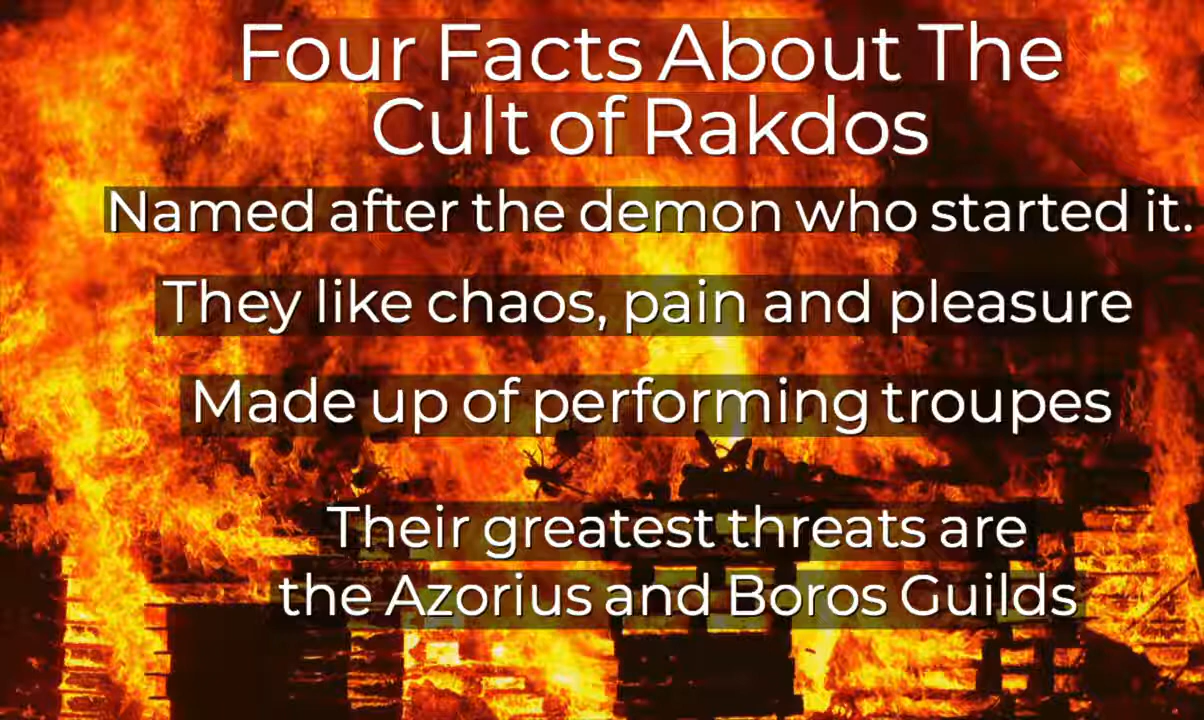 Four Facts About The
Cult of Rakdos
Named after the demon who started it.
They like chaos, pain and pleasure
Made up of performing troupes
Their greatest threats are
the Azorius and Boros Guilds